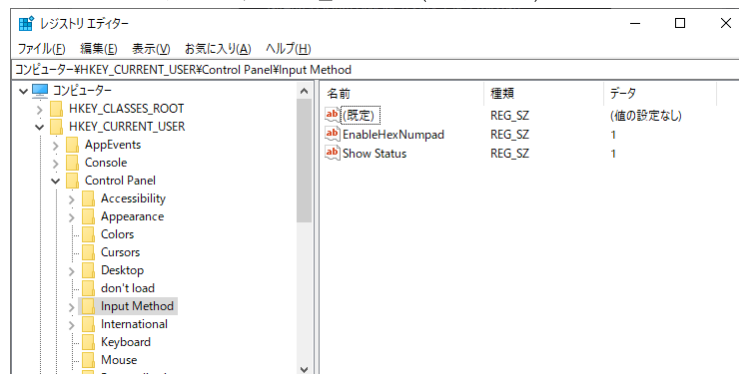 レジストリ エディター
ファイル(F) 編集(E) 表示(V) お気に入り(A) ヘルプ(H)
コンピューター¥HKEY_CURRENT_USER¥Control Panel¥Input Method
コンピューター
HKEY_CLASSES_ROOT
HKEY_CURRENT_USER
AppEvents
Console
Control Panel
Accessibility
Appearance
Colors
Cursors
Desktop
don't load
Input Method
International
Keyboard
Mouse
名前 種類 データ
ab (既定) REG_SZ (値の設定なし)
ab EnableHexNumpad REG_SZ 1
ab Show Status REG_SZ 1